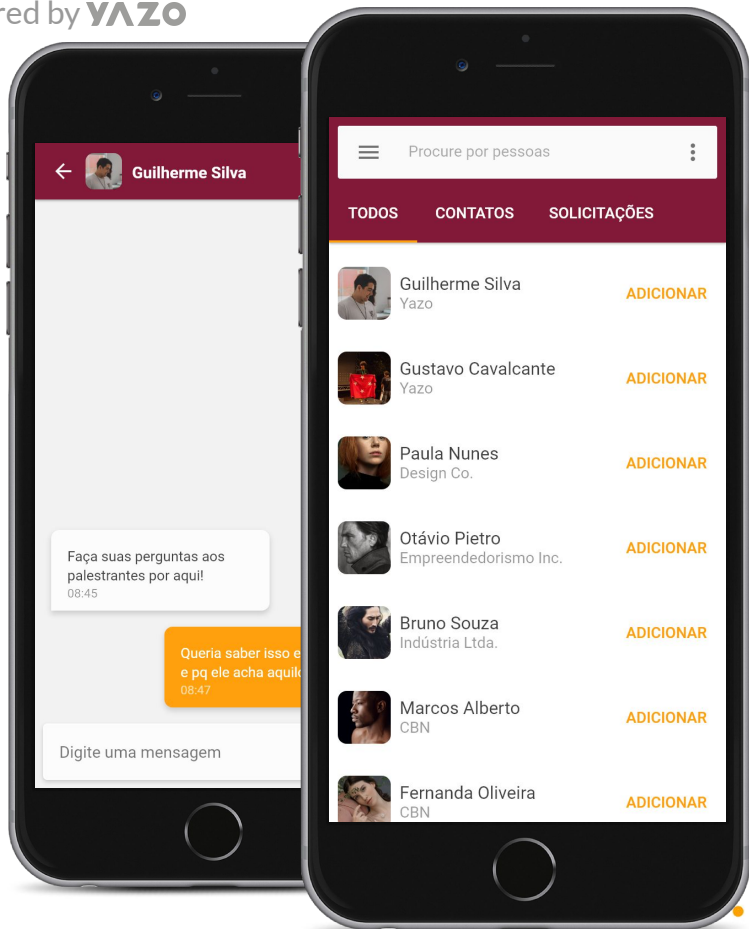 red by YAZO
Guilherme Silva
Faça suas perguntas aos
palestrantes por aqui!
08:45
Queria saber isso e
e pq ele acha aquilo
08:47
Digite uma mensagem
Procure por pessoas
TODOS CONTATOS SOLICITAÇÕES
Guilherme Silva
Yazo
ADICIONAR
Gustavo Cavalcante
Yazo
ADICIONAR
Paula Nunes
Design Co.
ADICIONAR
Otávio Pietro
Empreendedorismo Inc.
ADICIONAR
Bruno Souza
Indústria Ltda.
ADICIONAR
Marcos Alberto
CBN
ADICIONAR
Fernanda Oliveira
CBN
ADICIONAR